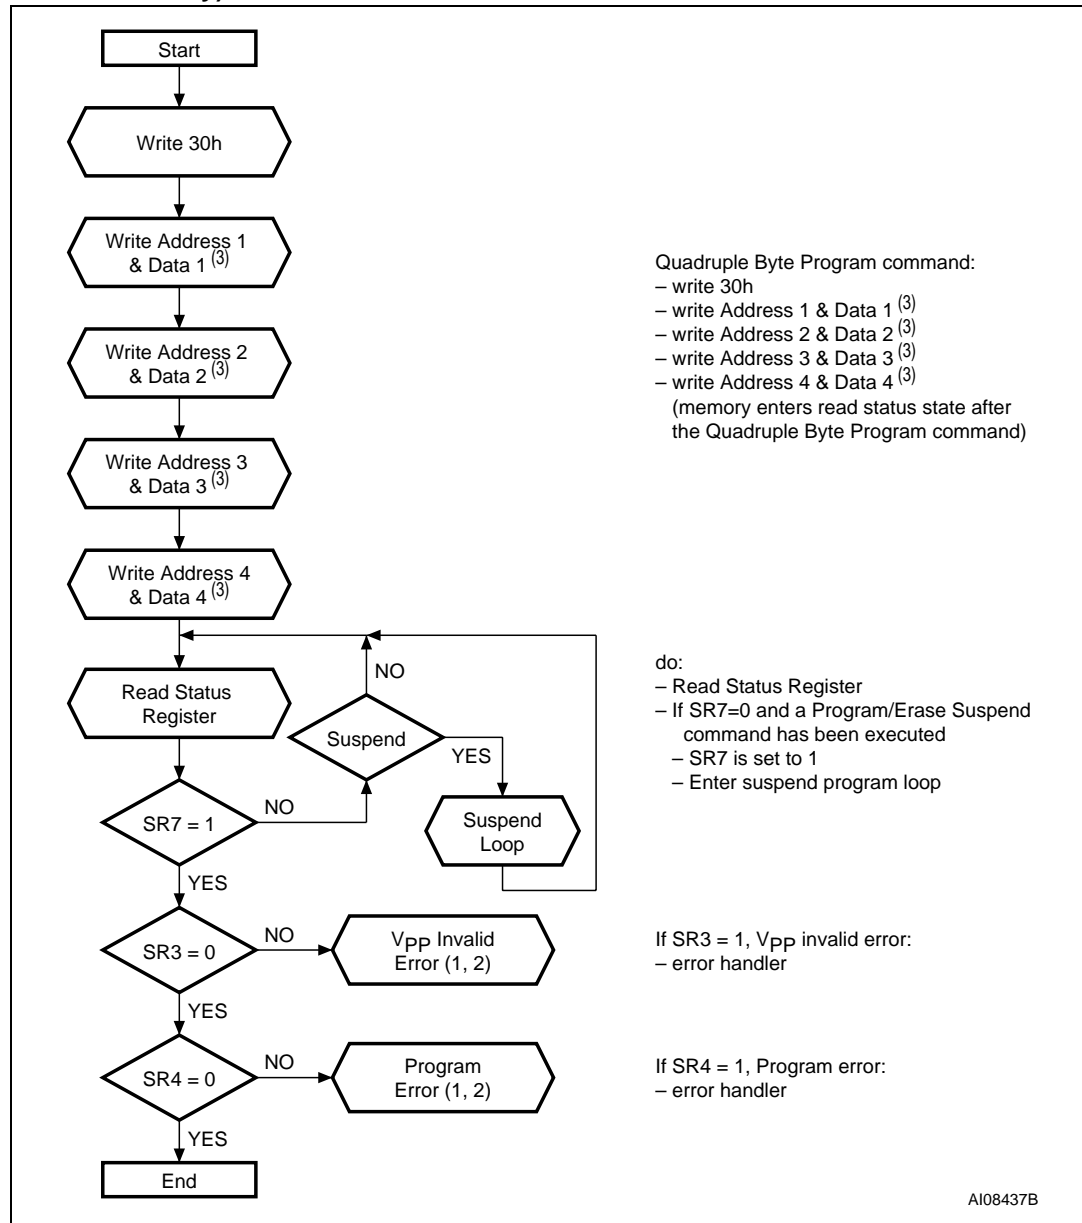 Start
Write 30h
Write Address 1
& Data 1 (3)
Write Address 2
& Data 2 (3)
Write Address 3
& Data 3 (3)
Write Address 4
& Data 4 (3)
Quadruple Byte Program command:
– write 30h
– write Address 1 & Data 1 (3)
– write Address 2 & Data 2 (3)
– write Address 3 & Data 3 (3)
– write Address 4 & Data 4 (3)
(memory enters read status state after
the Quadruple Byte Program command)
Read Status
Register
NO
Suspend
YES
SR7 = 1
NO
Suspend
Loop
YES
do:
– Read Status Register
– If SR7=0 and a Program/Erase Suspend
command has been executed
– SR7 is set to 1
– Enter suspend program loop
SR3 = 0
NO
VPP Invalid
Error (1, 2)
YES
If SR3 = 1, VPP invalid error:
– error handler
SR4 = 0
NO
Program
Error (1, 2)
YES
If SR4 = 1, Program error:
– error handler
End
AI08437B